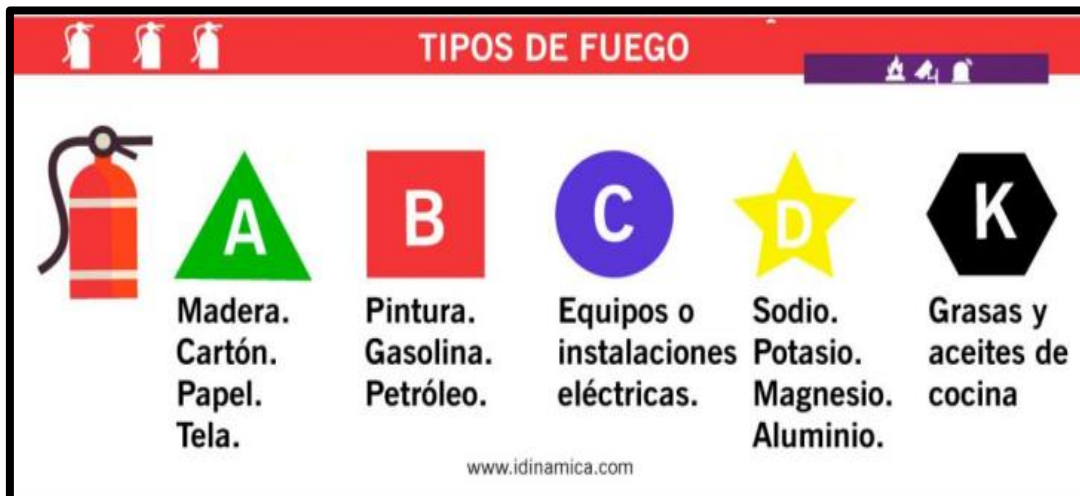 TIPOS DE FUEGO
A
Madera.
Cartón.
Papel.
Tela.
B
Pintura.
Gasolina.
Petróleo.
C
Equipos o
instalaciones
eléctricas.
D
Sodio.
Potasio.
Magnesio.
Aluminio.
K
Grasas y
aceites de
cocina
www.idinamica.com